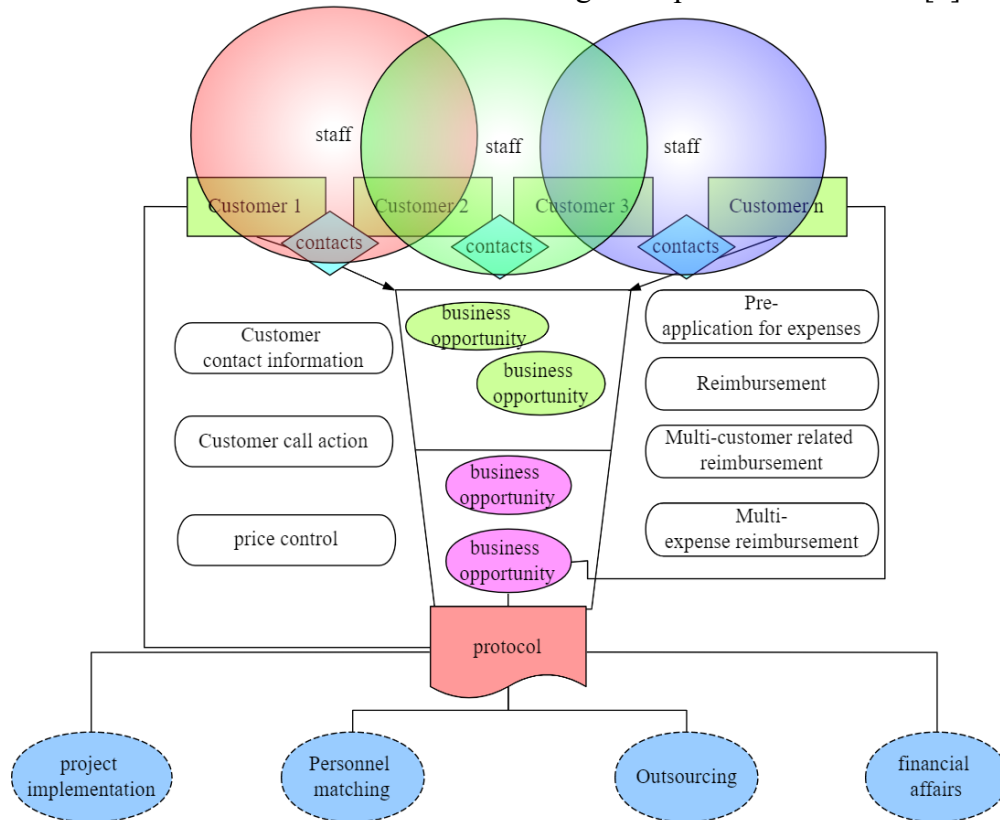 staff
staff
staff
Customer 1
Customer 2
Customer 3
Customer n
contacts
contacts
contacts
business
opportunity
business
opportunity
business
opportunity
business
opportunity
Customer
contact information
Customer call action
price control
Pre-
application for expenses
Reimbursement
Multi-customer related
reimbursement
Multi-
expense reimbursement
protocol
project
implementation
Personnel
matching
Outsourcing
financial
affairs